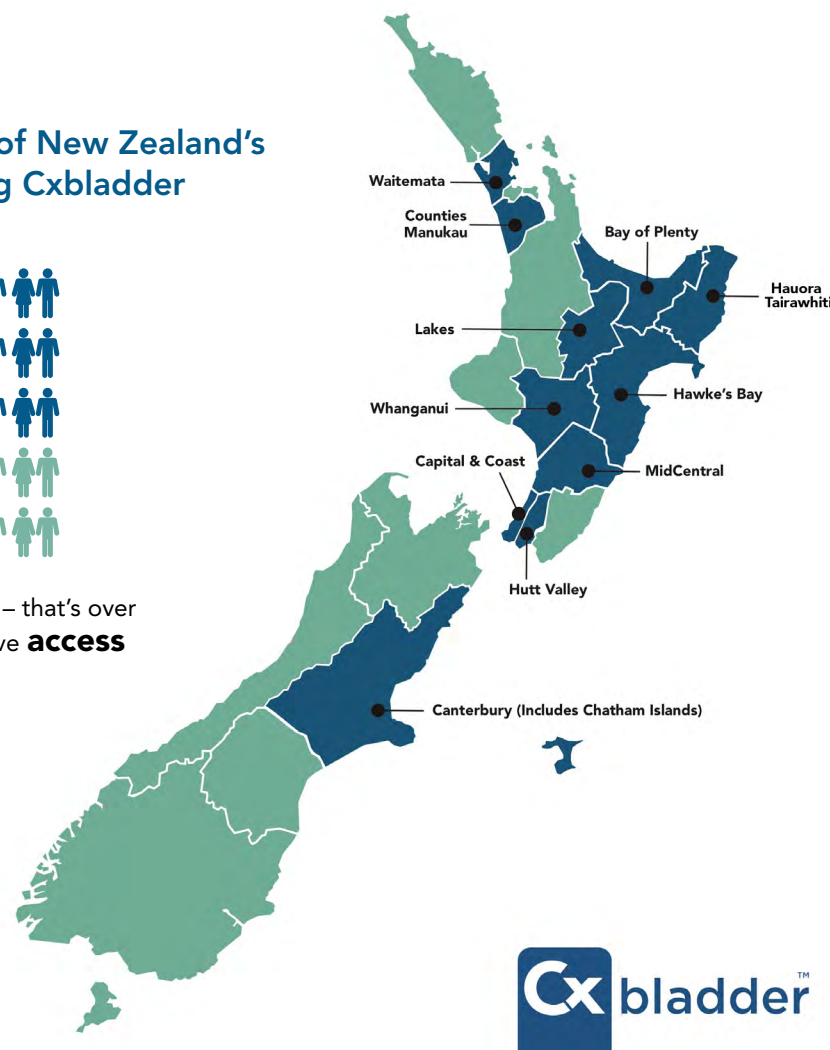 of New Zealand's
g Cxbladder
Waitemata
Counties
Manukau
Bay of Plenty
Hauora
Tairawhiti
Lakes
Hawke's Bay
Whanganui
Capital & Coast
MidCentral
Hutt Valley
– that's over
ve access
Canterbury (Includes Chatham Islands)
Cx bladder™